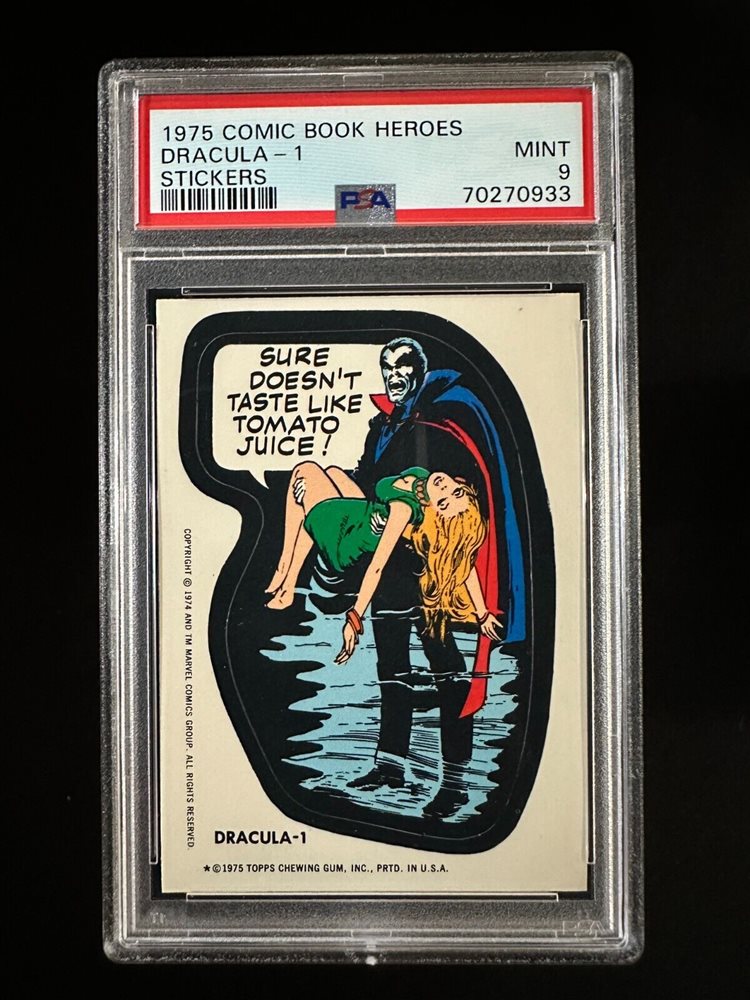 1975 COMIC BOOK HEROES
DRACULA - 1
MINT
STICKERS
9
PSA
70270933
SURE
DOESN'T
TASTE LIKE
TOMATO
JUICE!
COPYRIGHT © 1974 AND TM MARVEL COMICS GROUP. ALL RIGHTS RESERVED.
DRACULA-1
★ © 1975 TOPPS CHEWING GUM, INC., PRTD. IN U.S.A.
PSA